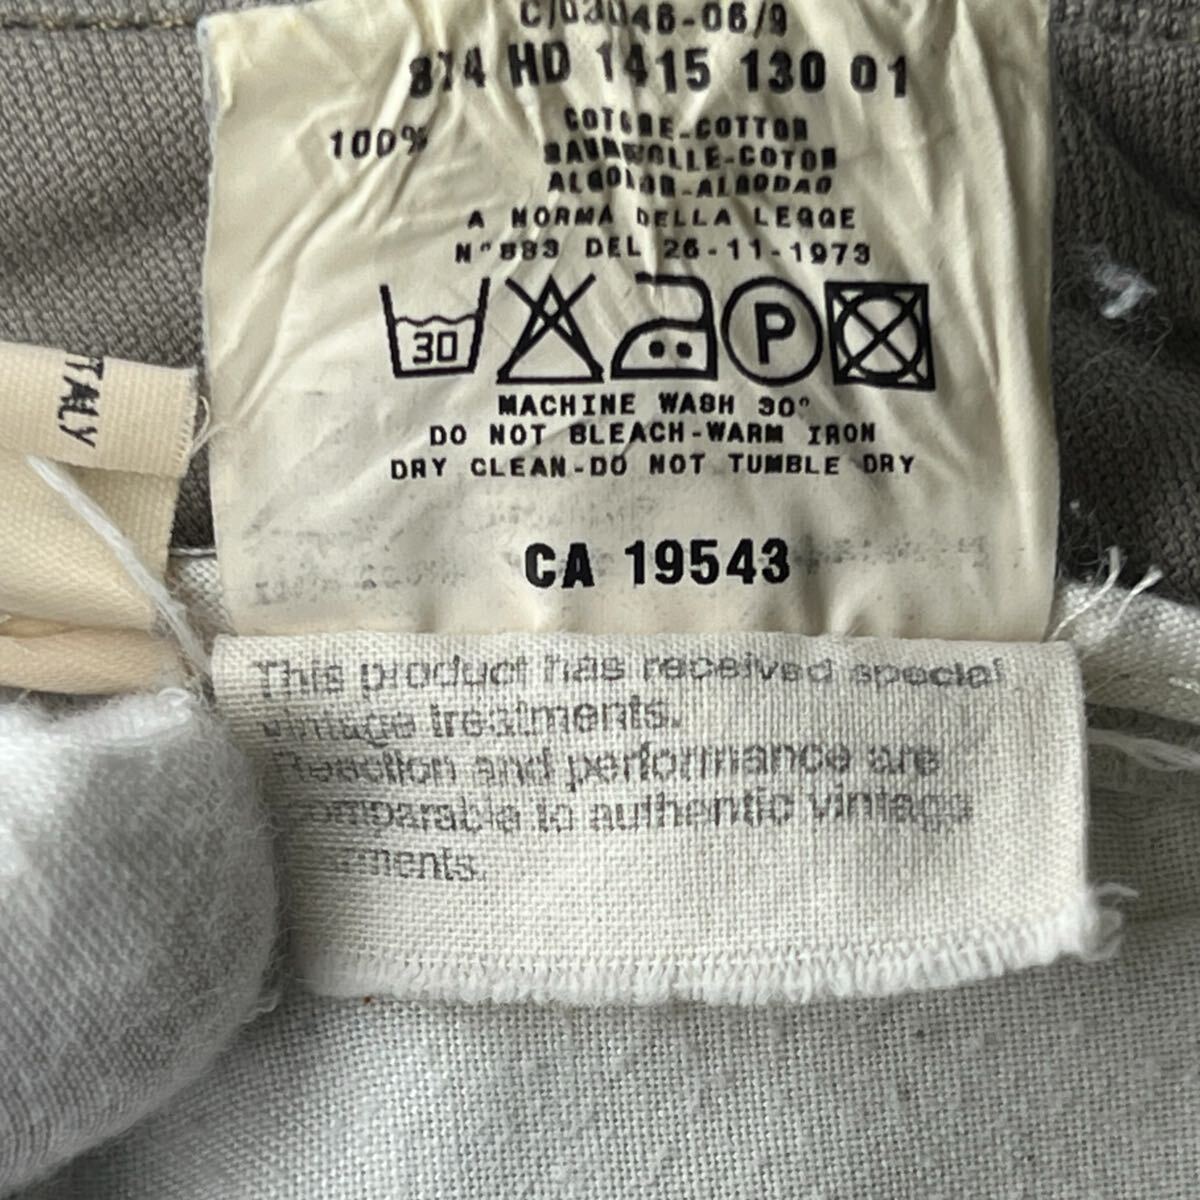 C/03046-06/9
874 HD 1415 130 01
100% COTONE-COTTON
BAUMWOLLE-COTON
ALGODON-ALGODAO
A NORMA DELLA LEGGE
N°883 DEL 26-11-1973
30 P
MACHINE WASH 30°
DO NOT BLEACH-WARM IRON
DRY CLEAN-DO NOT TUMBLE DRY
CA 19543
ITALY
This product has received special
vintage treatments.
Reaction and performance are
comparable to authentic vintage
garments.